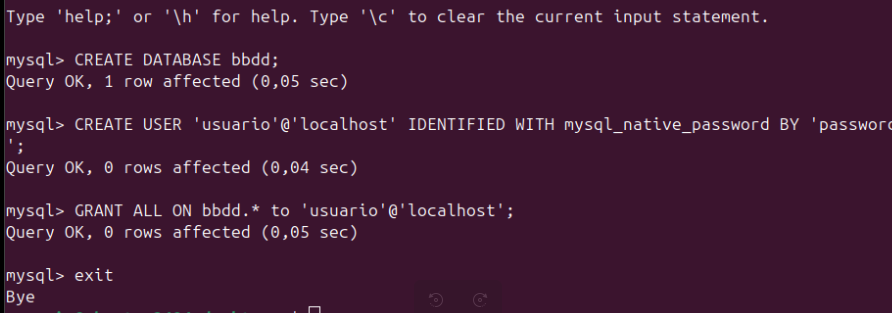 Type 'help;' or '\h' for help. Type '\c' to clear the current input statement.
mysql> CREATE DATABASE bbdd;
Query OK, 1 row affected (0,05 sec)
mysql> CREATE USER 'usuario'@'localhost' IDENTIFIED WITH mysql_native_password BY 'password
';
Query OK, 0 rows affected (0,04 sec)
mysql> GRANT ALL ON bbdd.* to 'usuario'@'localhost';
Query OK, 0 rows affected (0,05 sec)
mysql> exit
Bye